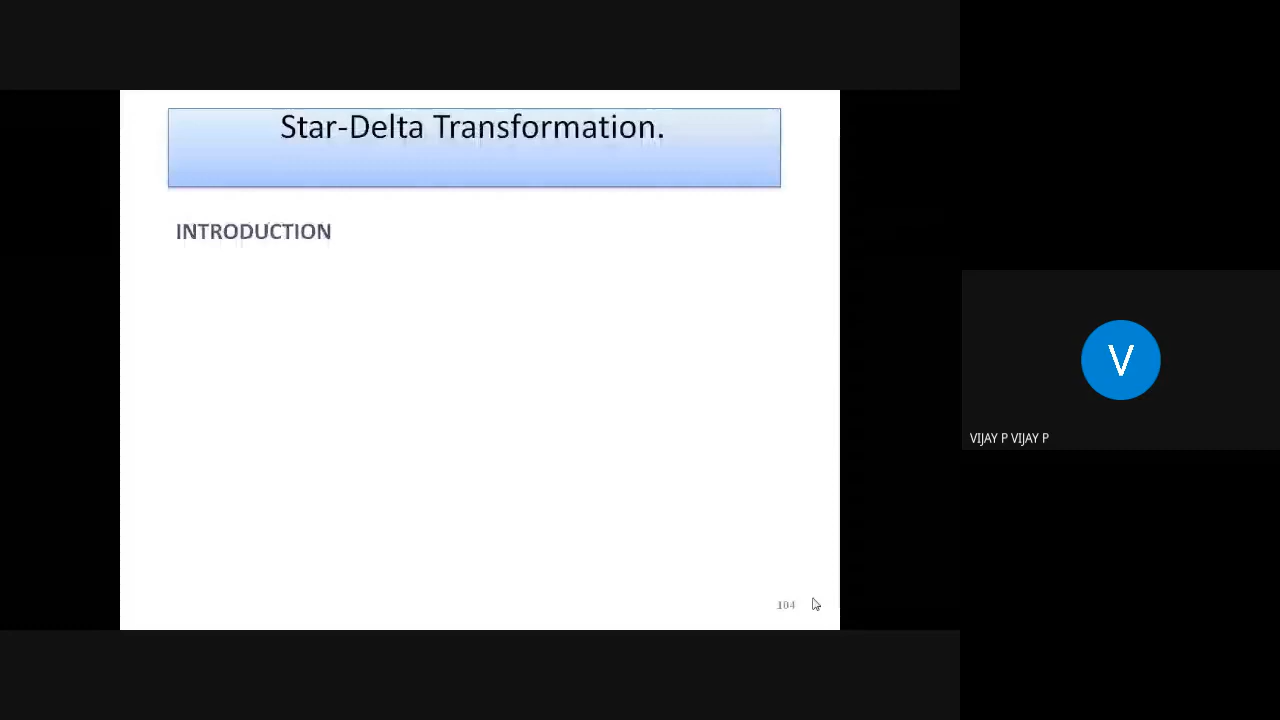 Star-Delta Transformation.
INTRODUCTION
104
V
VIJAY P VIJAY P